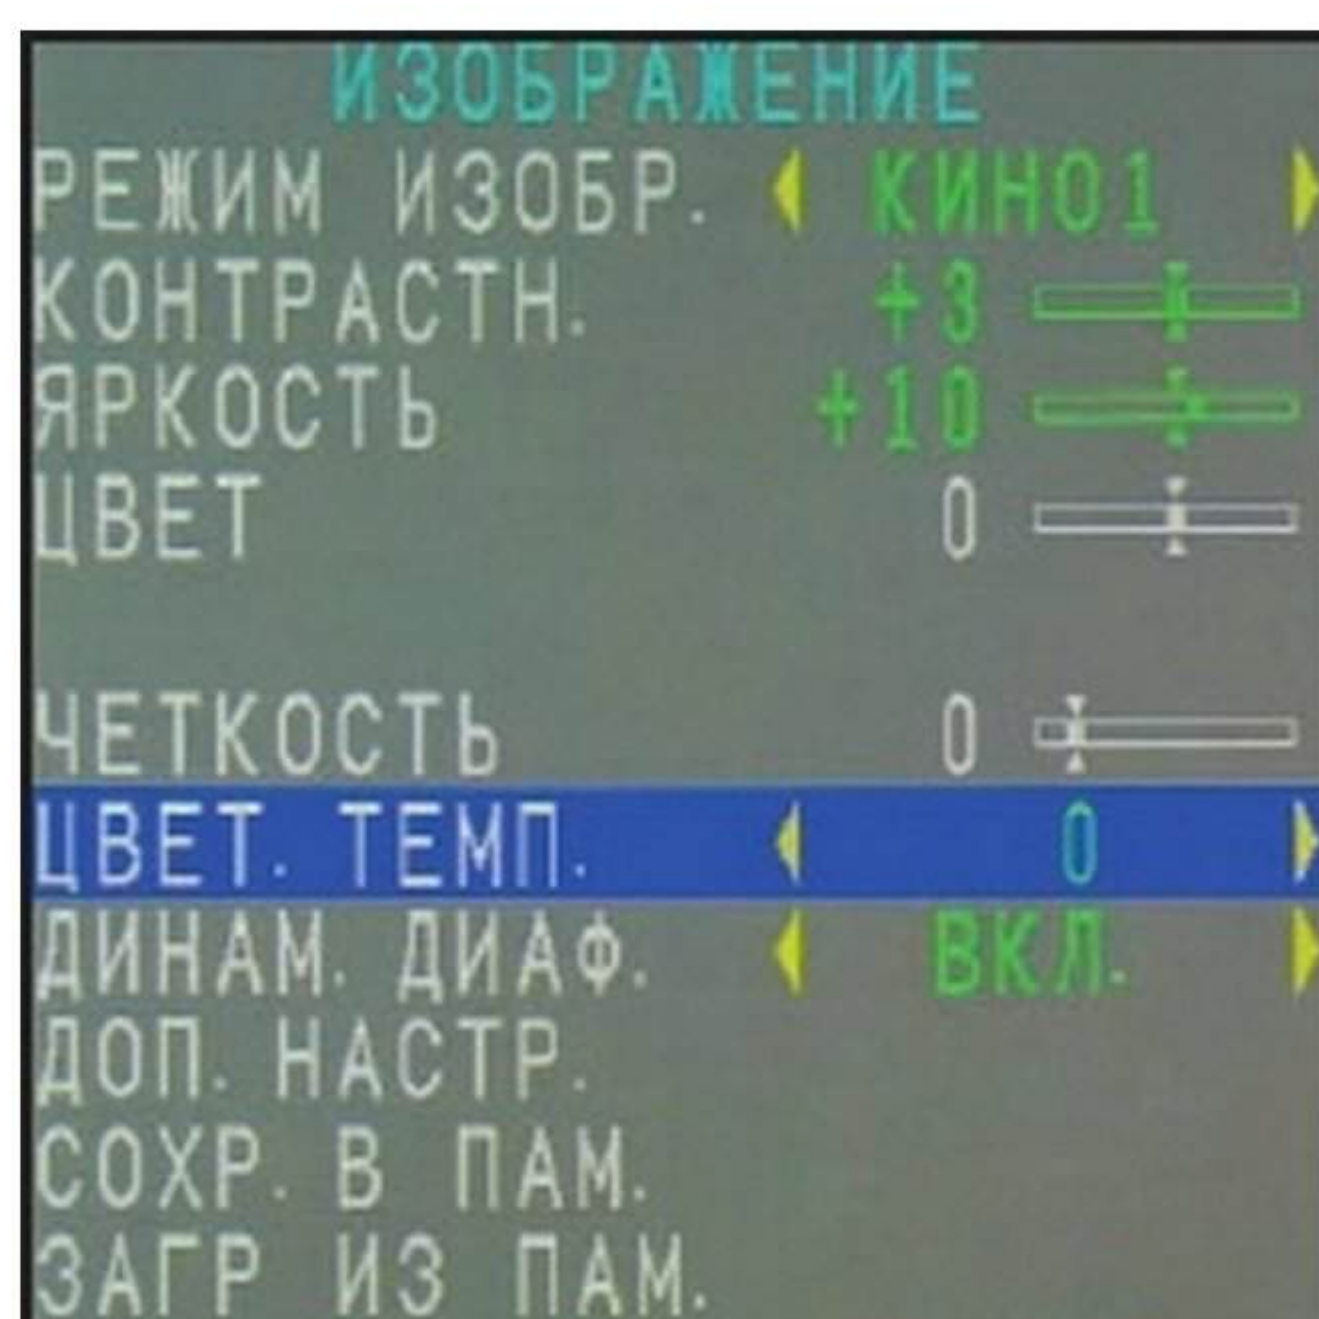 ИЗОБРАЖЕНИЕ
РЕЖИМ ИЗОБР. КИНО1
КОНТРАСТН. +3
ЯРКОСТЬ +10
ЦВЕТ 0
ЧЕТКОСТЬ 0
ЦВЕТ. ТЕМП. 0
ДИНАМ. ДИАФ. ВКЛ.
ДОП. НАСТР.
СОХР. В ПАМ.
ЗАГР ИЗ ПАМ.